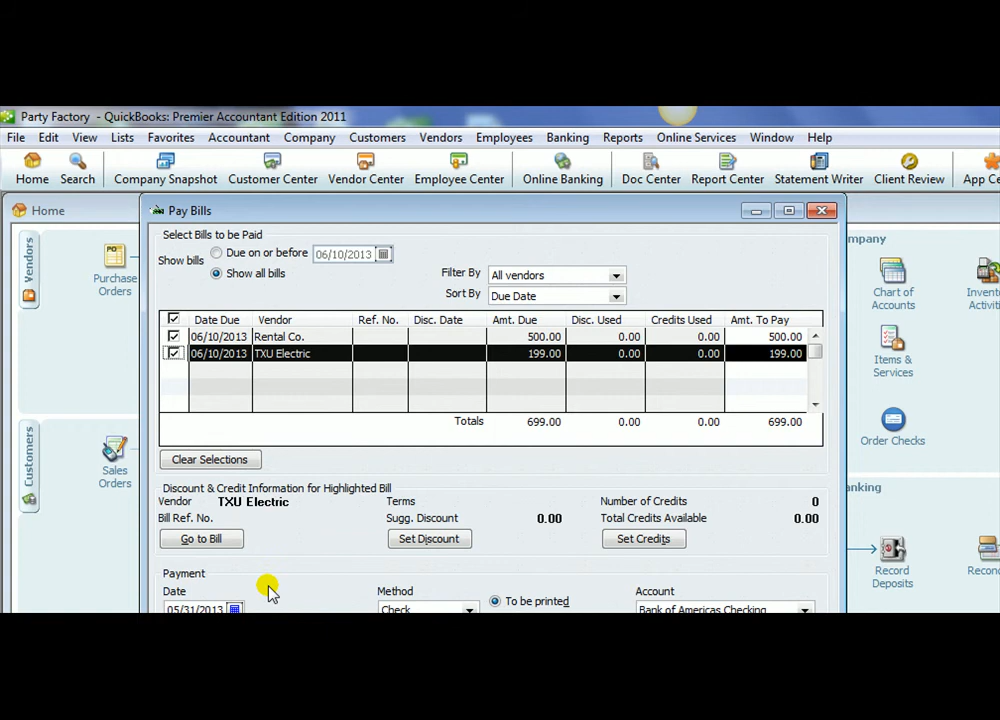 Party Factory - QuickBooks: Premier Accountant Edition 2011
File Edit View Lists Favorites Accountant Company Customers Vendors Employees Banking Reports Online Services Window Help
Home Search Company Snapshot Customer Center Vendor Center Employee Center Online Banking Doc Center Report Center Statement Writer Client Review App Ce
Home
Pay Bills
Select Bills to be Paid
Show bills
Due on or before 06/10/2013
Show all bills
Filter By All vendors
Sort By Due Date
Date Due Vendor Ref. No. Disc. Date Amt. Due Disc. Used Credits Used Amt. To Pay
06/10/2013 Rental Co. 500.00 0.00 0.00 500.00
06/10/2013 TXU Electric 199.00 0.00 0.00 199.00
Totals 699.00 0.00 0.00 699.00
Clear Selections
Discount & Credit Information for Highlighted Bill
Vendor TXU Electric Terms Number of Credits 0
Bill Ref. No. Sugg. Discount 0.00 Total Credits Available 0.00
Go to Bill Set Discount Set Credits
Payment
Date Method Account
05/31/2013 Check To be printed Bank of Americas Checking
Vendors
PO
Purchase
Orders
Customers
Sales
Orders
mpany
Chart of
Accounts
Invent
Activiti
Items &
Services
Order Checks
anking
Record
Deposits
Recond